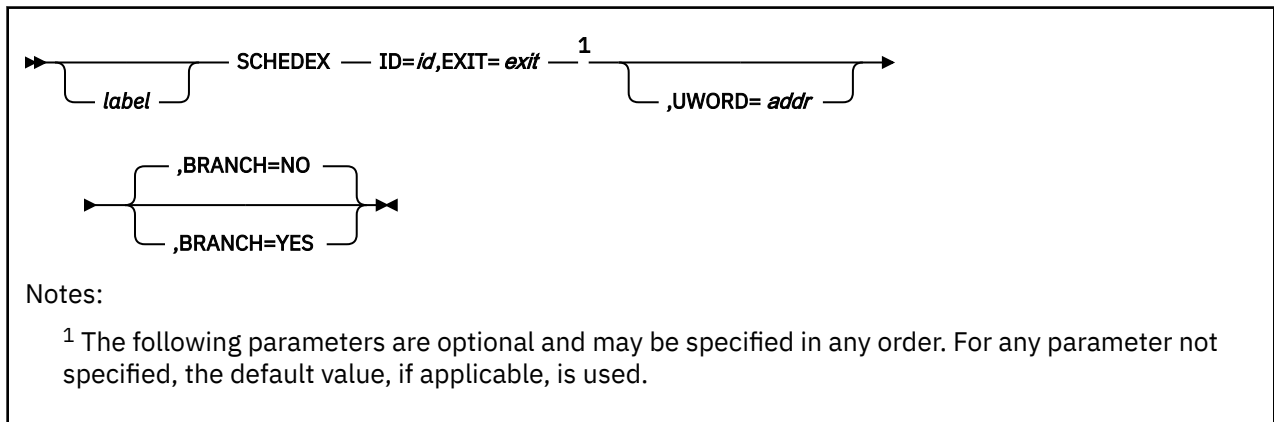 1
label SCHEDEX ID=id,EXIT= exit ,UWORD= addr
,BRANCH=NO
,BRANCH=YES
Notes:
1 The following parameters are optional and may be specified in any order. For any parameter not
specified, the default value, if applicable, is used.